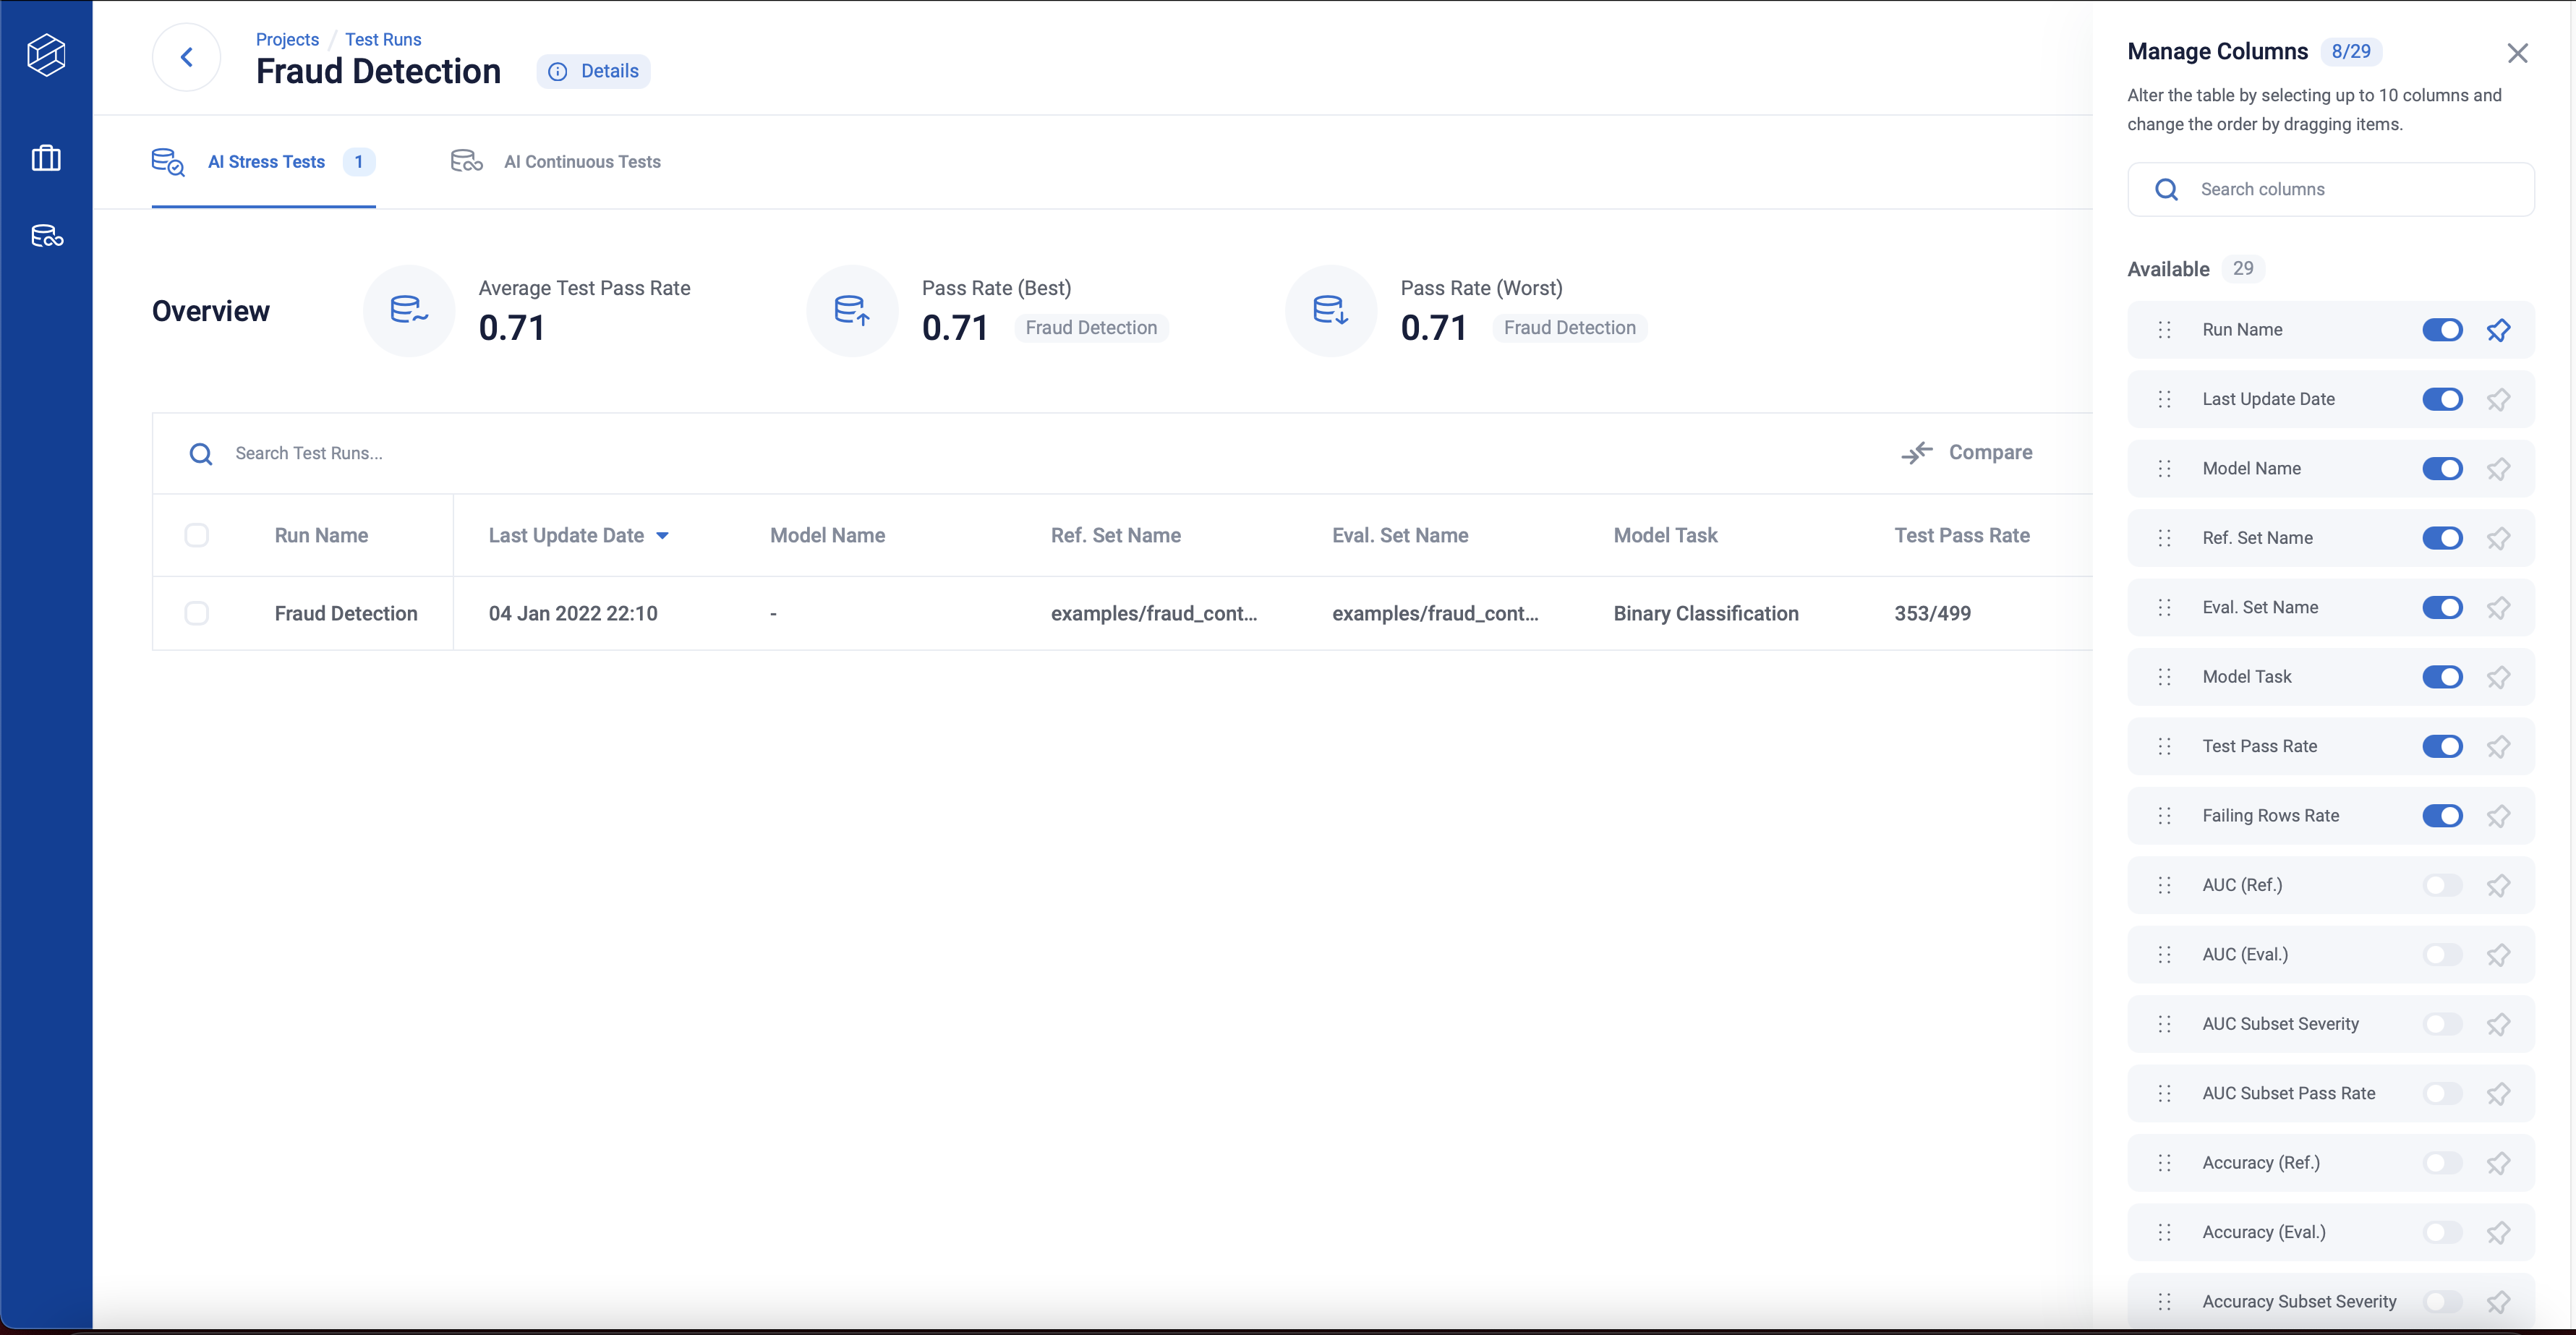 Projects / Test Runs
Fraud Detection
Details
AI Stress Tests 1
AI Continuous Tests
Overview
Average Test Pass Rate
0.71
Pass Rate (Best)
0.71 Fraud Detection
Pass Rate (Worst)
0.71 Fraud Detection
Search Test Runs...
Compare
Run Name Last Update Date Model Name Ref. Set Name Eval. Set Name Model Task Test Pass Rate
Fraud Detection 04 Jan 2022 22:10 - examples/fraud_cont... examples/fraud_cont... Binary Classification 353/499
Manage Columns 8/29
Alter the table by selecting up to 10 columns and
change the order by dragging items.
Search columns
Available 29
Run Name
Last Update Date
Model Name
Ref. Set Name
Eval. Set Name
Model Task
Test Pass Rate
Failing Rows Rate
AUC (Ref.)
AUC (Eval.)
AUC Subset Severity
AUC Subset Pass Rate
Accuracy (Ref.)
Accuracy (Eval.)
Accuracy Subset Severity